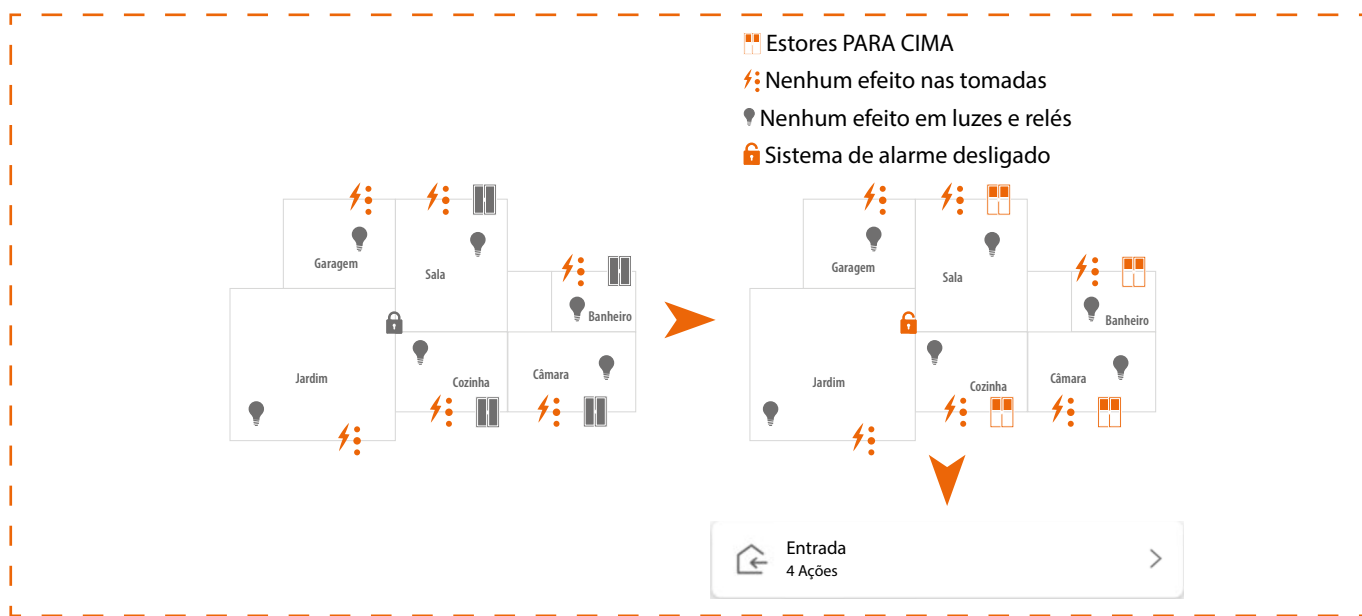 Estores PARA CIMA
Nenhum efeito nas tomadas
Nenhum efeito em luzes e relés
Sistema de alarme desligado
Garagem
Sala
Banheiro
Jardim
Cozinha
Câmara
Garagem
Sala
Banheiro
Jardim
Cozinha
Câmara
Entrada
4 Ações